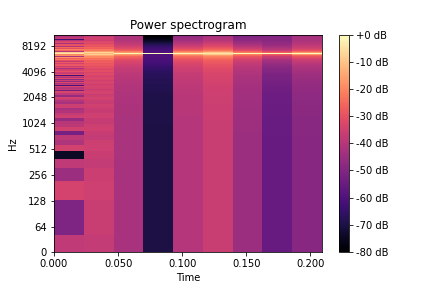 Power spectrogram
8192
4096
2048
1024
512
256
128
64
0
Hz
0.000 0.050 0.100 0.150 0.200
Time
+0 dB
-10 dB
-20 dB
-30 dB
-40 dB
-50 dB
-60 dB
-70 dB
-80 dB